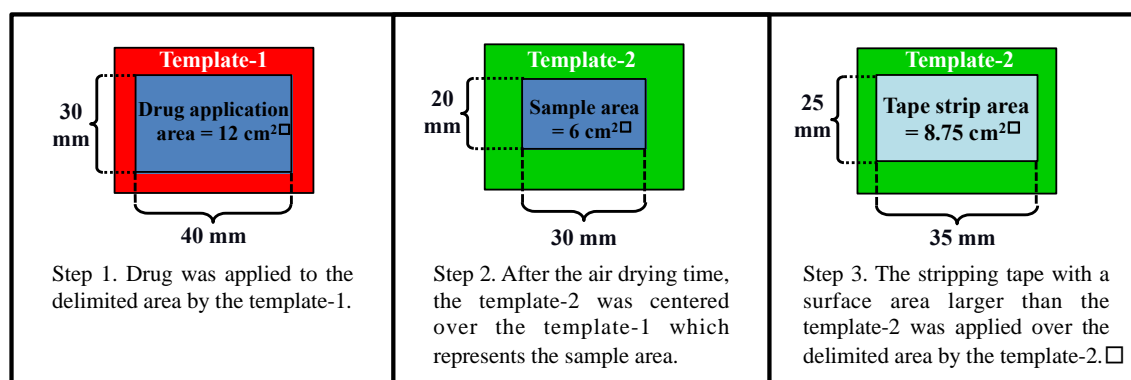 Template-1
30
mm
Drug application
area = 12 cm²□
40 mm
Step 1. Drug was applied to the
delimited area by the template-1.
Template-2
20
mm
Sample area
= 6 cm²□
30 mm
Step 2. After the air drying time,
the template-2 was centered
over the template-1 which
represents the sample area.
Template-2
25
mm
Tape strip area
= 8.75 cm²□
35 mm
Step 3. The stripping tape with a
surface area larger than the
template-2 was applied over the
delimited area by the template-2.□